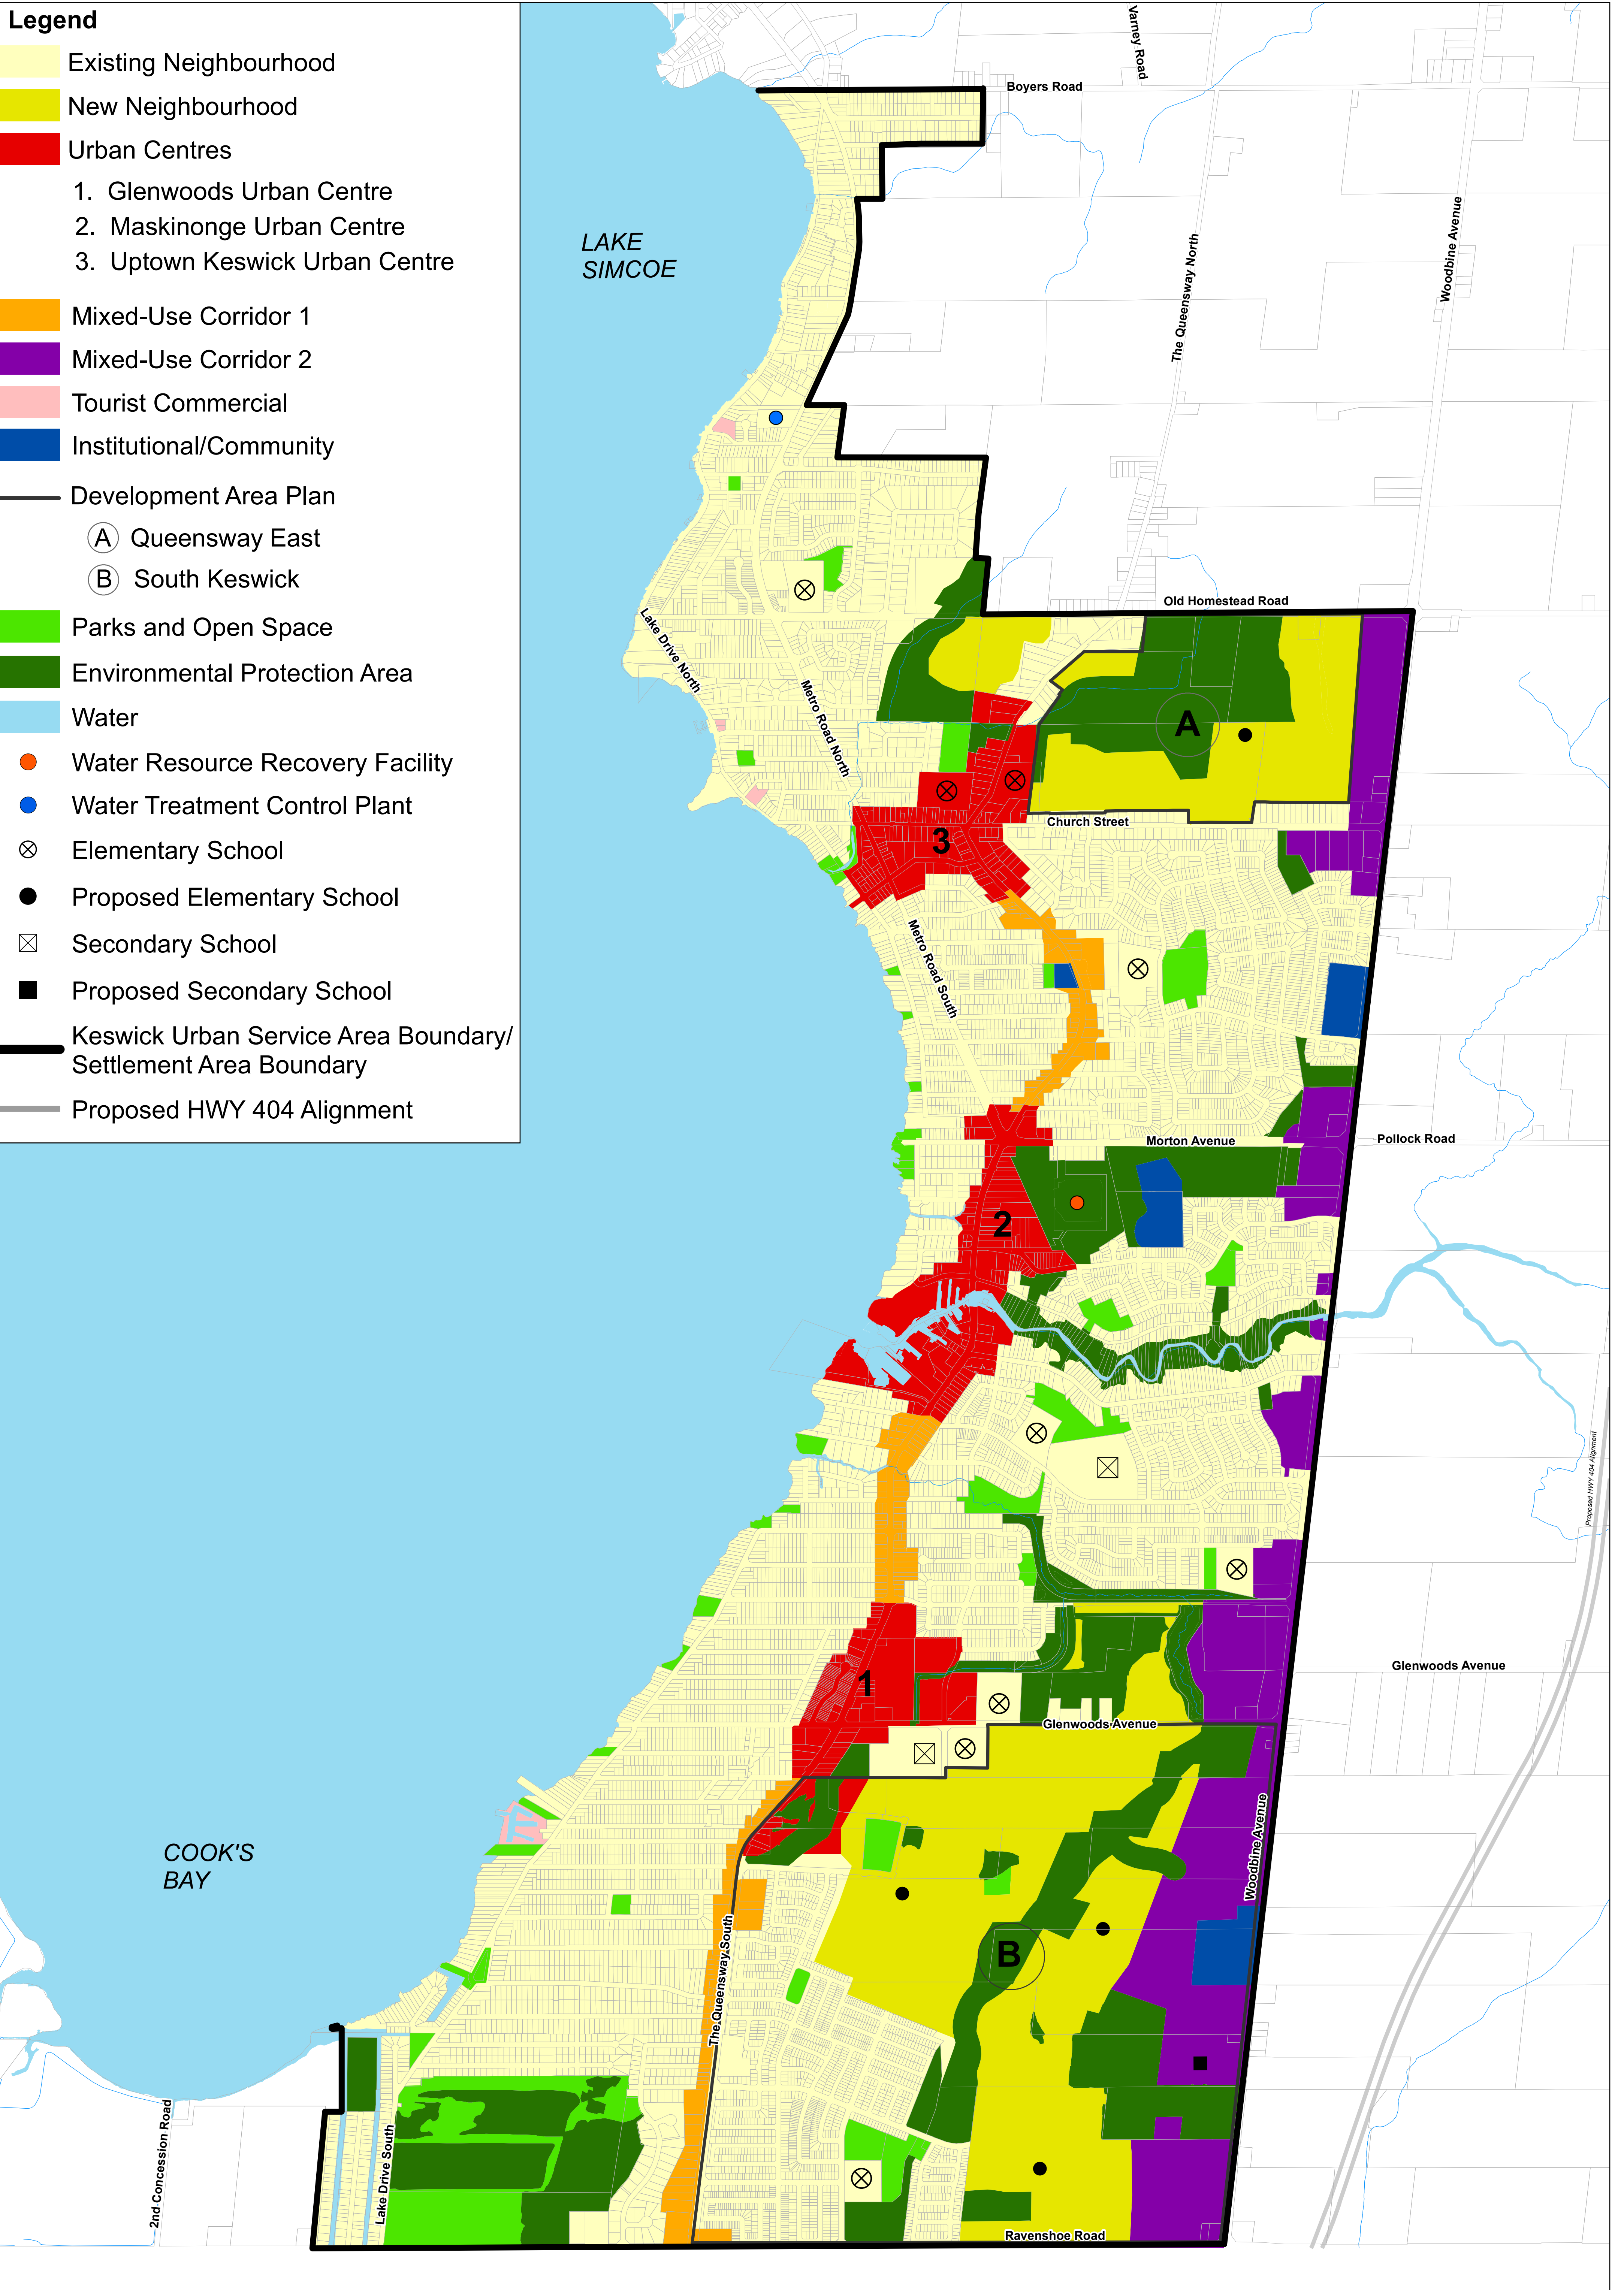 Legend
Existing Neighbourhood
New Neighbourhood
Urban Centres
1. Glenwoods Urban Centre
2. Maskinonge Urban Centre
3. Uptown Keswick Urban Centre
Mixed-Use Corridor 1
Mixed-Use Corridor 2
Tourist Commercial
Institutional/Community
Development Area Plan
A Queensway East
B South Keswick
Parks and Open Space
Environmental Protection Area
Water
Water Resource Recovery Facility
Water Treatment Control Plant
Elementary School
Proposed Elementary School
Secondary School
Proposed Secondary School
Keswick Urban Service Area Boundary/
Settlement Area Boundary
Proposed HWY 404 Alignment
Varney Road
Boyers Road
LAKE
SIMCOE
The Queensway North
Woodbine Avenue
Old Homestead Road
Lake Drive North
Metro Road North
A
Church Street
3
Metro Road South
Morton Avenue
Pollock Road
2
Proposed HWY 404 Alignment
Glenwoods Avenue
1
Glenwoods Avenue
Woodbine Avenue
COOK'S
BAY
B
The Queensway South
2nd Concession Road
Lake Drive South
Ravenshoe Road